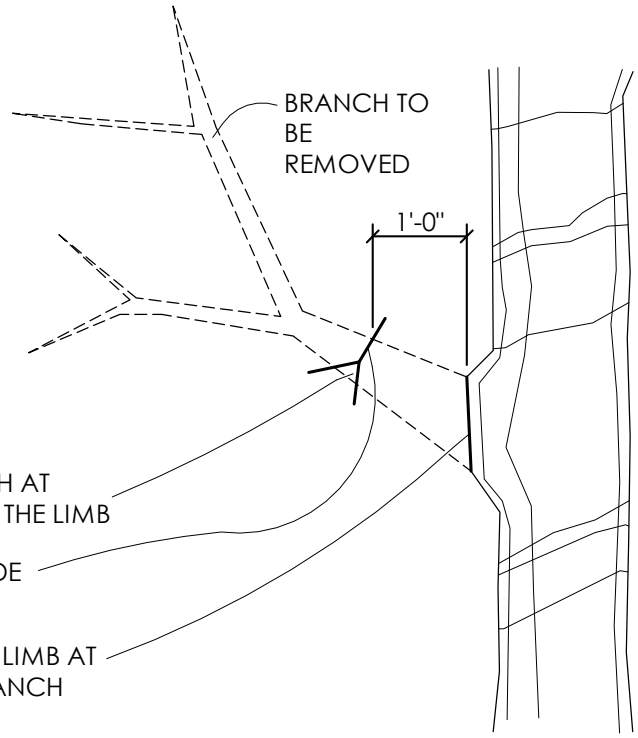 BRANCH TO
BE
REMOVED
1'-0"
H AT
THE LIMB
DE
LIMB AT
ANCH